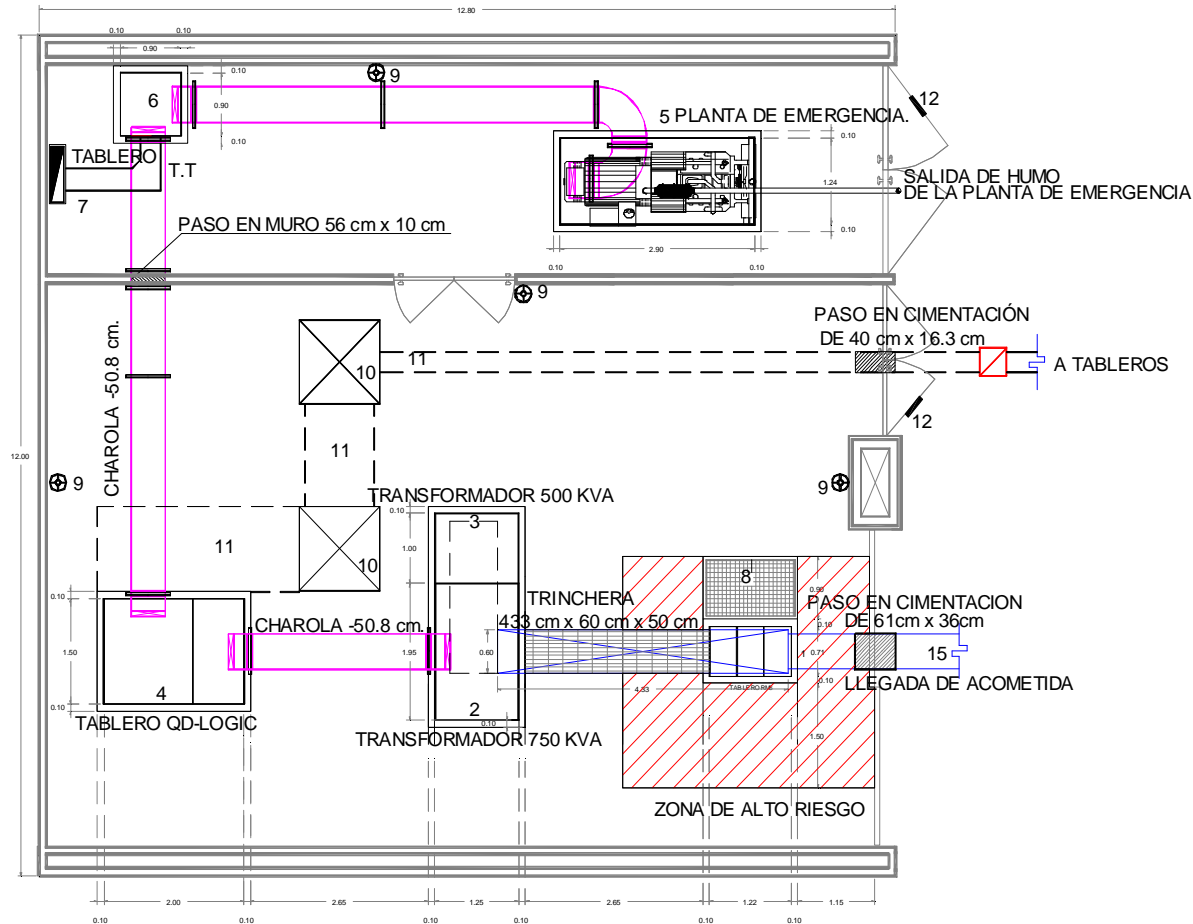 12.80
0.10
0.10
0.90
0.10
9
6
0.90
12
5 PLANTA DE EMERGENCIA.
0.10
0.10
TABLERO
T.T
1.24
SALIDA DE HUMO
DE LA PLANTA DE EMERGENCIA
7
PASO EN MURO 56 cm x 10 cm
0.10
2.90
0.10
0.10
9
PASO EN CIMENTACIÓN
DE 40 cm x 16.3 cm
11
10
A TABLEROS
CHAROLA -50.8 cm.
12
12.00
11
9
9
TRANSFORMADOR 500 KVA
0.10
3
11
1.00
10
8
TRINCHERA
433 cm x 60 cm x 50 cm
0.90
PASO EN CIMENTACION
DE 61cm x 36cm
0.10
0.10
CHAROLA -50.8 cm.
1.50
1.95
0.60
1
0.71
15
4.33
TABLERO RMU
0.10
LLEGADA DE ACOMETIDA
4
0.10
2
0.10
TABLERO QD-LOGIC
TRANSFORMADOR 750 KVA
1.50
ZONA DE ALTO RIESGO
2.00
2.65
1.25
2.65
1.22
1.15
0.10
0.10
0.10
0.10
0.10
0.10